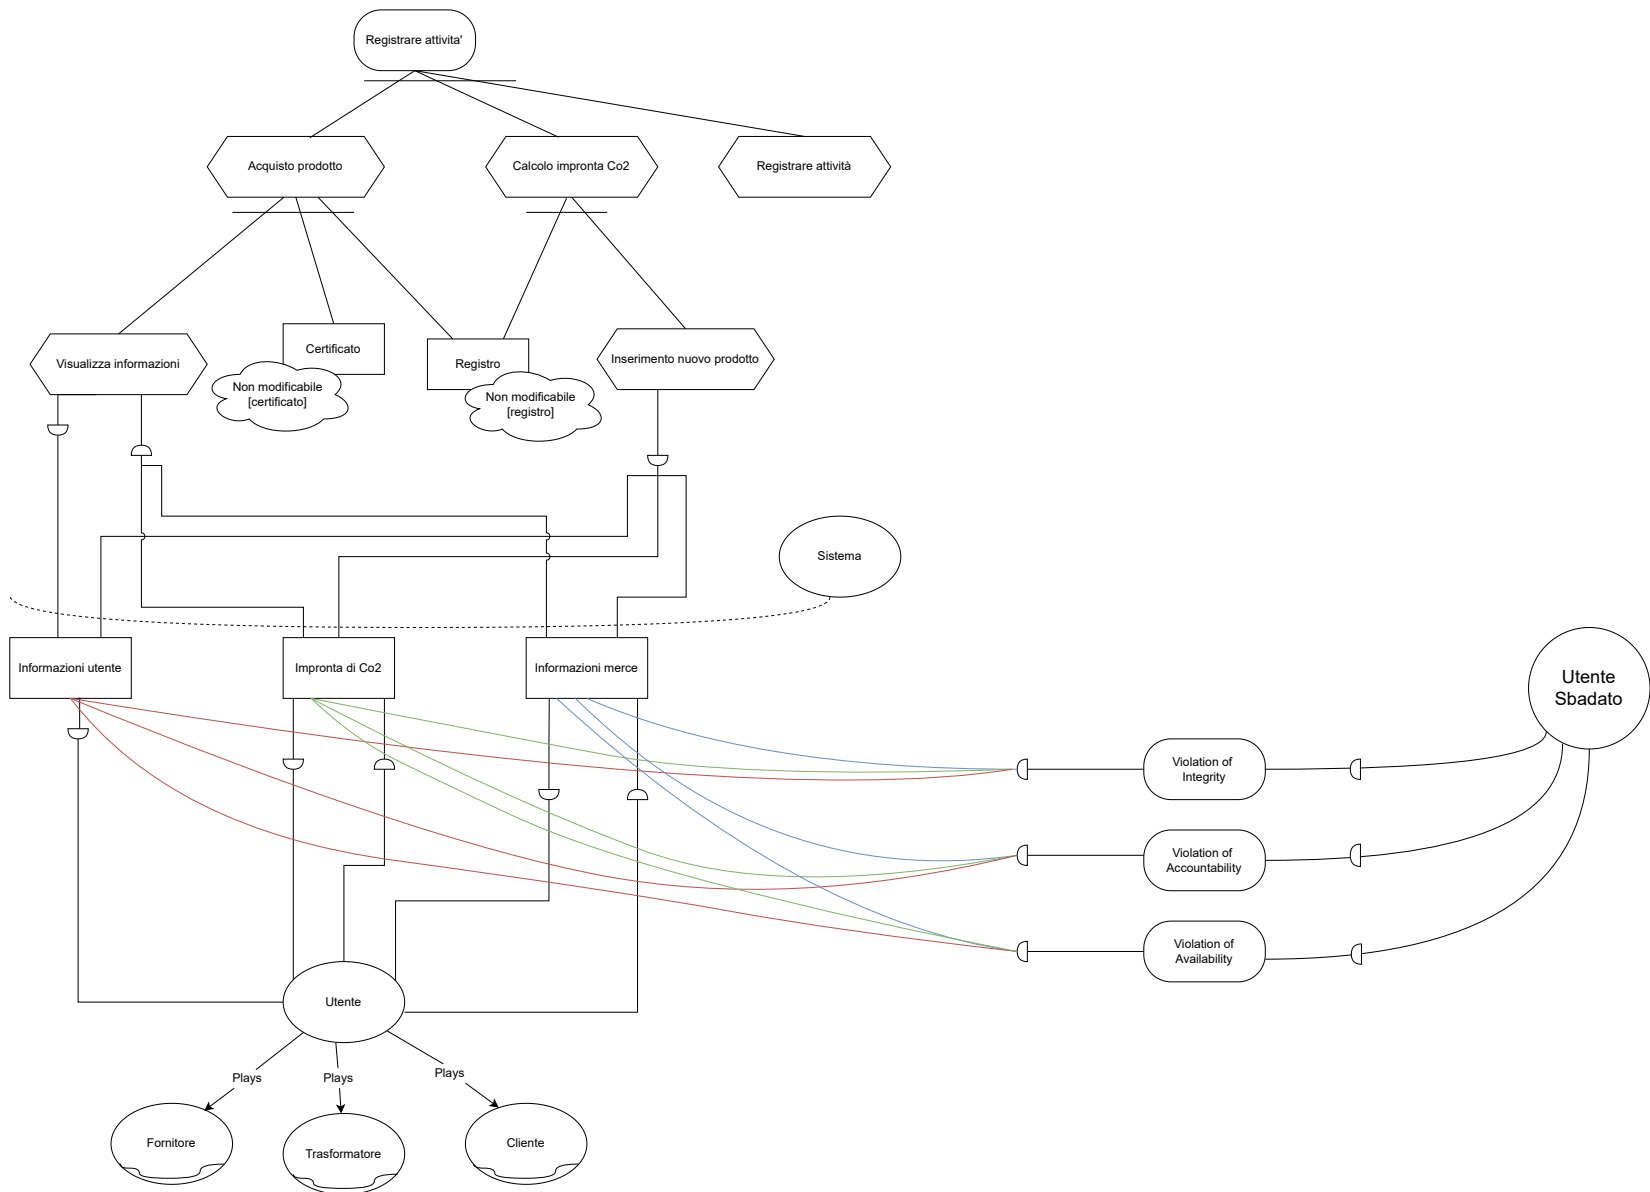 Registrare attivita'
Acquisto prodotto
Calcolo impronta Co2
Registrare attività
Visualizza informazioni
Certificato
Non modificabile
[certificato]
Registro
Non modificabile
[registro]
Inserimento nuovo prodotto
Sistema
Informazioni utente
Impronta di Co2
Informazioni merce
Utente
Sbadato
Violation of
Integrity
Violation of
Accountability
Violation of
Availability
Utente
Plays
Plays
Plays
Fornitore
Trasformatore
Cliente